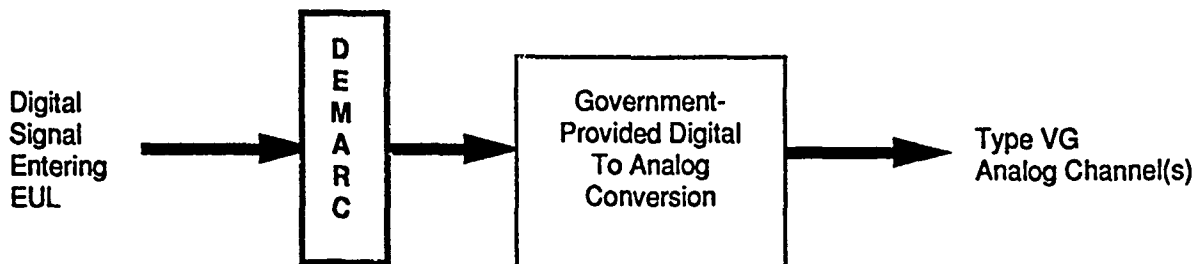 Digital
Signal
Entering
EUL
D
E
M
A
R
C
Government-
Provided Digital
To Analog
Conversion
Type VG
Analog Channel(s)